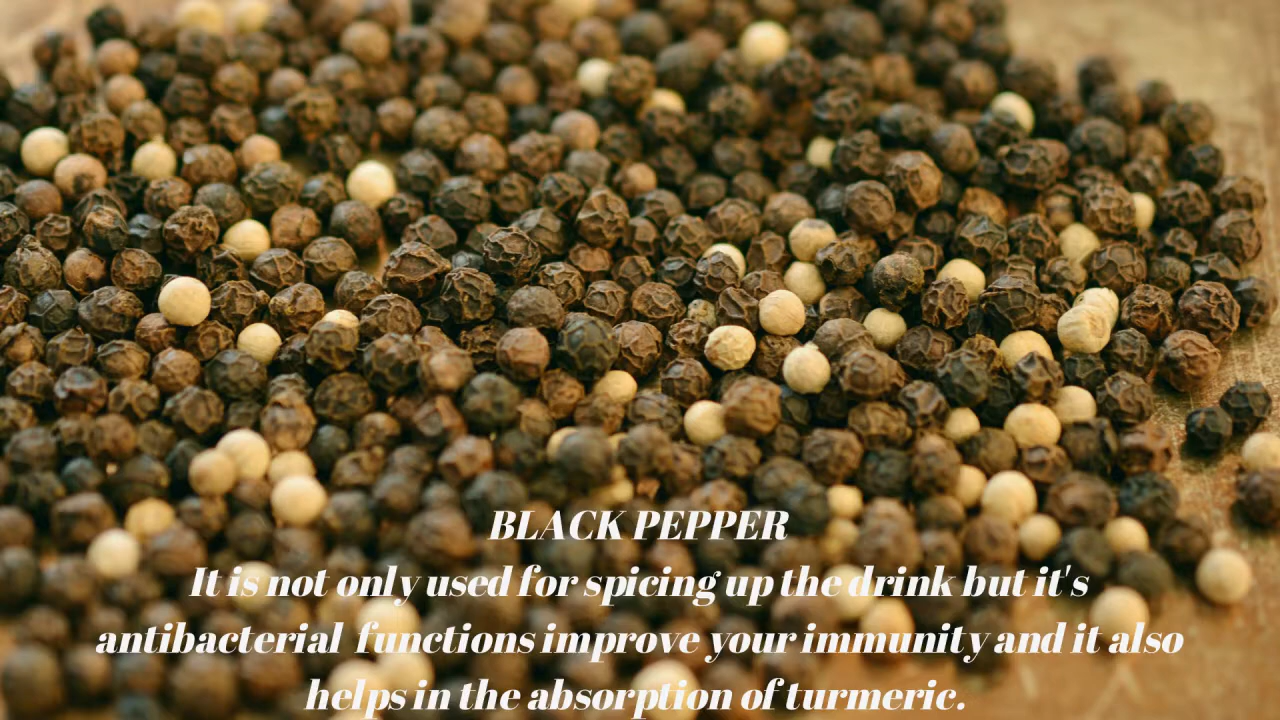 BLACK PEPPER
It is not only used for spicing up the drink but it's
antibacterial functions improve your immunity and it also
helps in the absorption of turmeric.